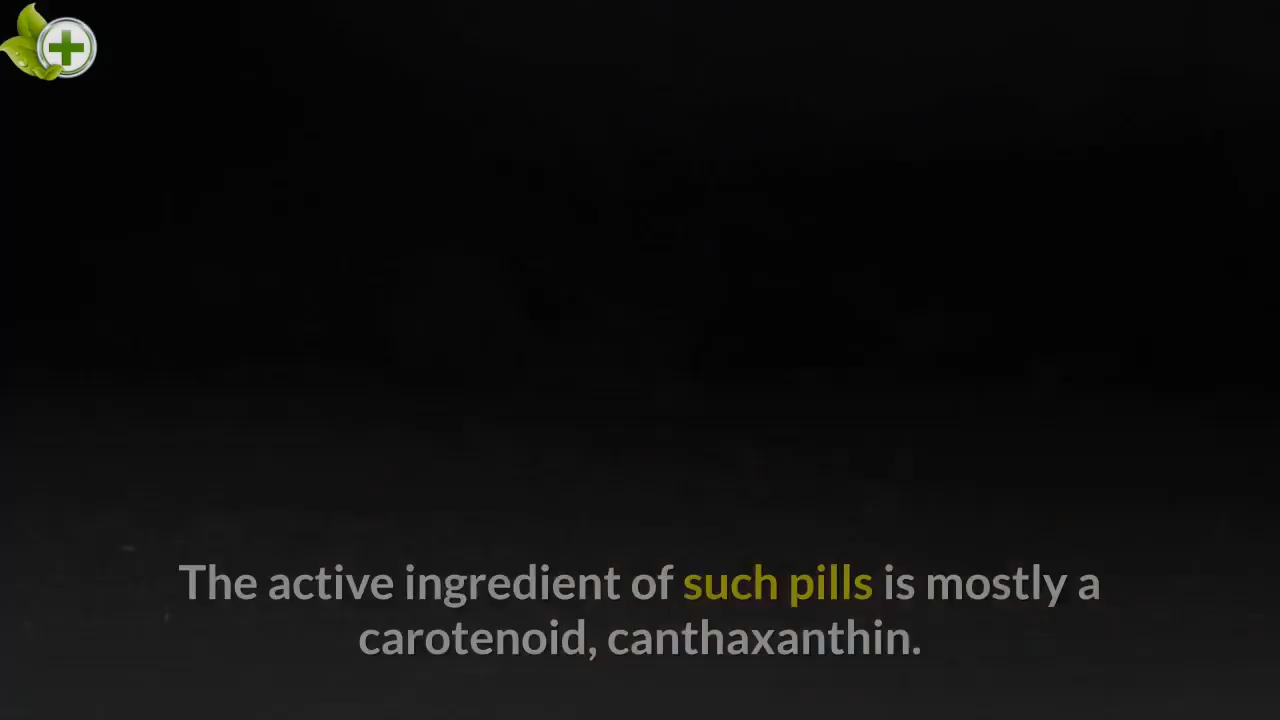 The active ingredient of such pills is mostly a
carotenoid, canthaxanthin.